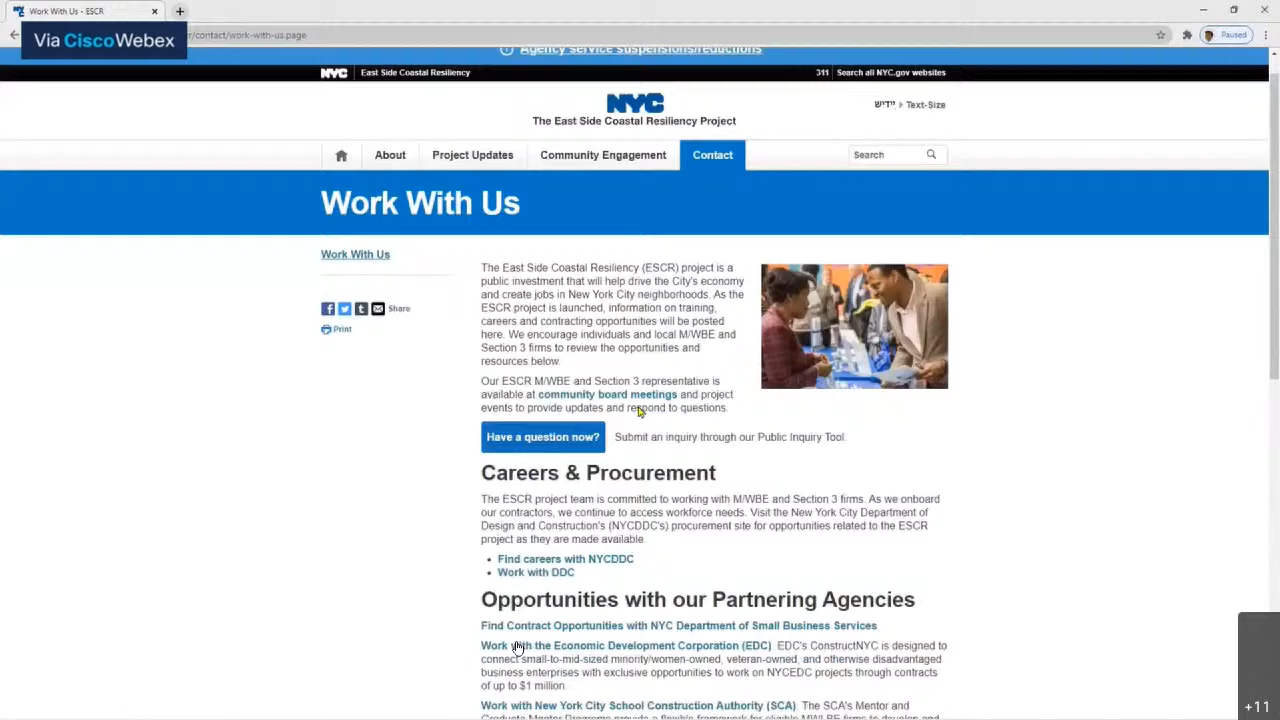 Work With Us - ESCR
Via CiscoWebex
r/contact/work-with-us.page
Paused
Agency service suspensions/reductions
NYC East Side Coastal Resiliency
311 Search all NYC.gov websites
NYC
The East Side Coastal Resiliency Project
יידיש Text-Size
About Project Updates Community Engagement Contact
Search
Work With Us
Work With Us
Share
Print
The East Side Coastal Resiliency (ESCR) project is a
public investment that will help drive the City's economy
and create jobs in New York City neighborhoods. As the
ESCR project is launched, information on training,
careers and contracting opportunities will be posted
here. We encourage individuals and local M/WBE and
Section 3 firms to review the opportunities and
resources below.
Our ESCR M/WBE and Section 3 representative is
available at community board meetings and project
events to provide updates and respond to questions.
Have a question now? Submit an inquiry through our Public Inquiry Tool.
Careers & Procurement
The ESCR project team is committed to working with M/WBE and Section 3 firms. As we onboard
our contractors, we continue to access workforce needs. Visit the New York City Department of
Design and Construction's (NYCDDC's) procurement site for opportunities related to the ESCR
project as they are made available.
• Find careers with NYCDDC
• Work with DDC
Opportunities with our Partnering Agencies
Find Contract Opportunities with NYC Department of Small Business Services
Work with the Economic Development Corporation (EDC) EDC's ConstructNYC is designed to
connect small-to-mid-sized minority/women-owned, veteran-owned, and otherwise disadvantaged
business enterprises with exclusive opportunities to work on NYCEDC projects through contracts
of up to $1 million.
Work with New York City School Construction Authority (SCA). The SCA's Mentor and
Graduate Mentor Programs provide a flexible framework for eligible M/WLBE firms to develop and
+11